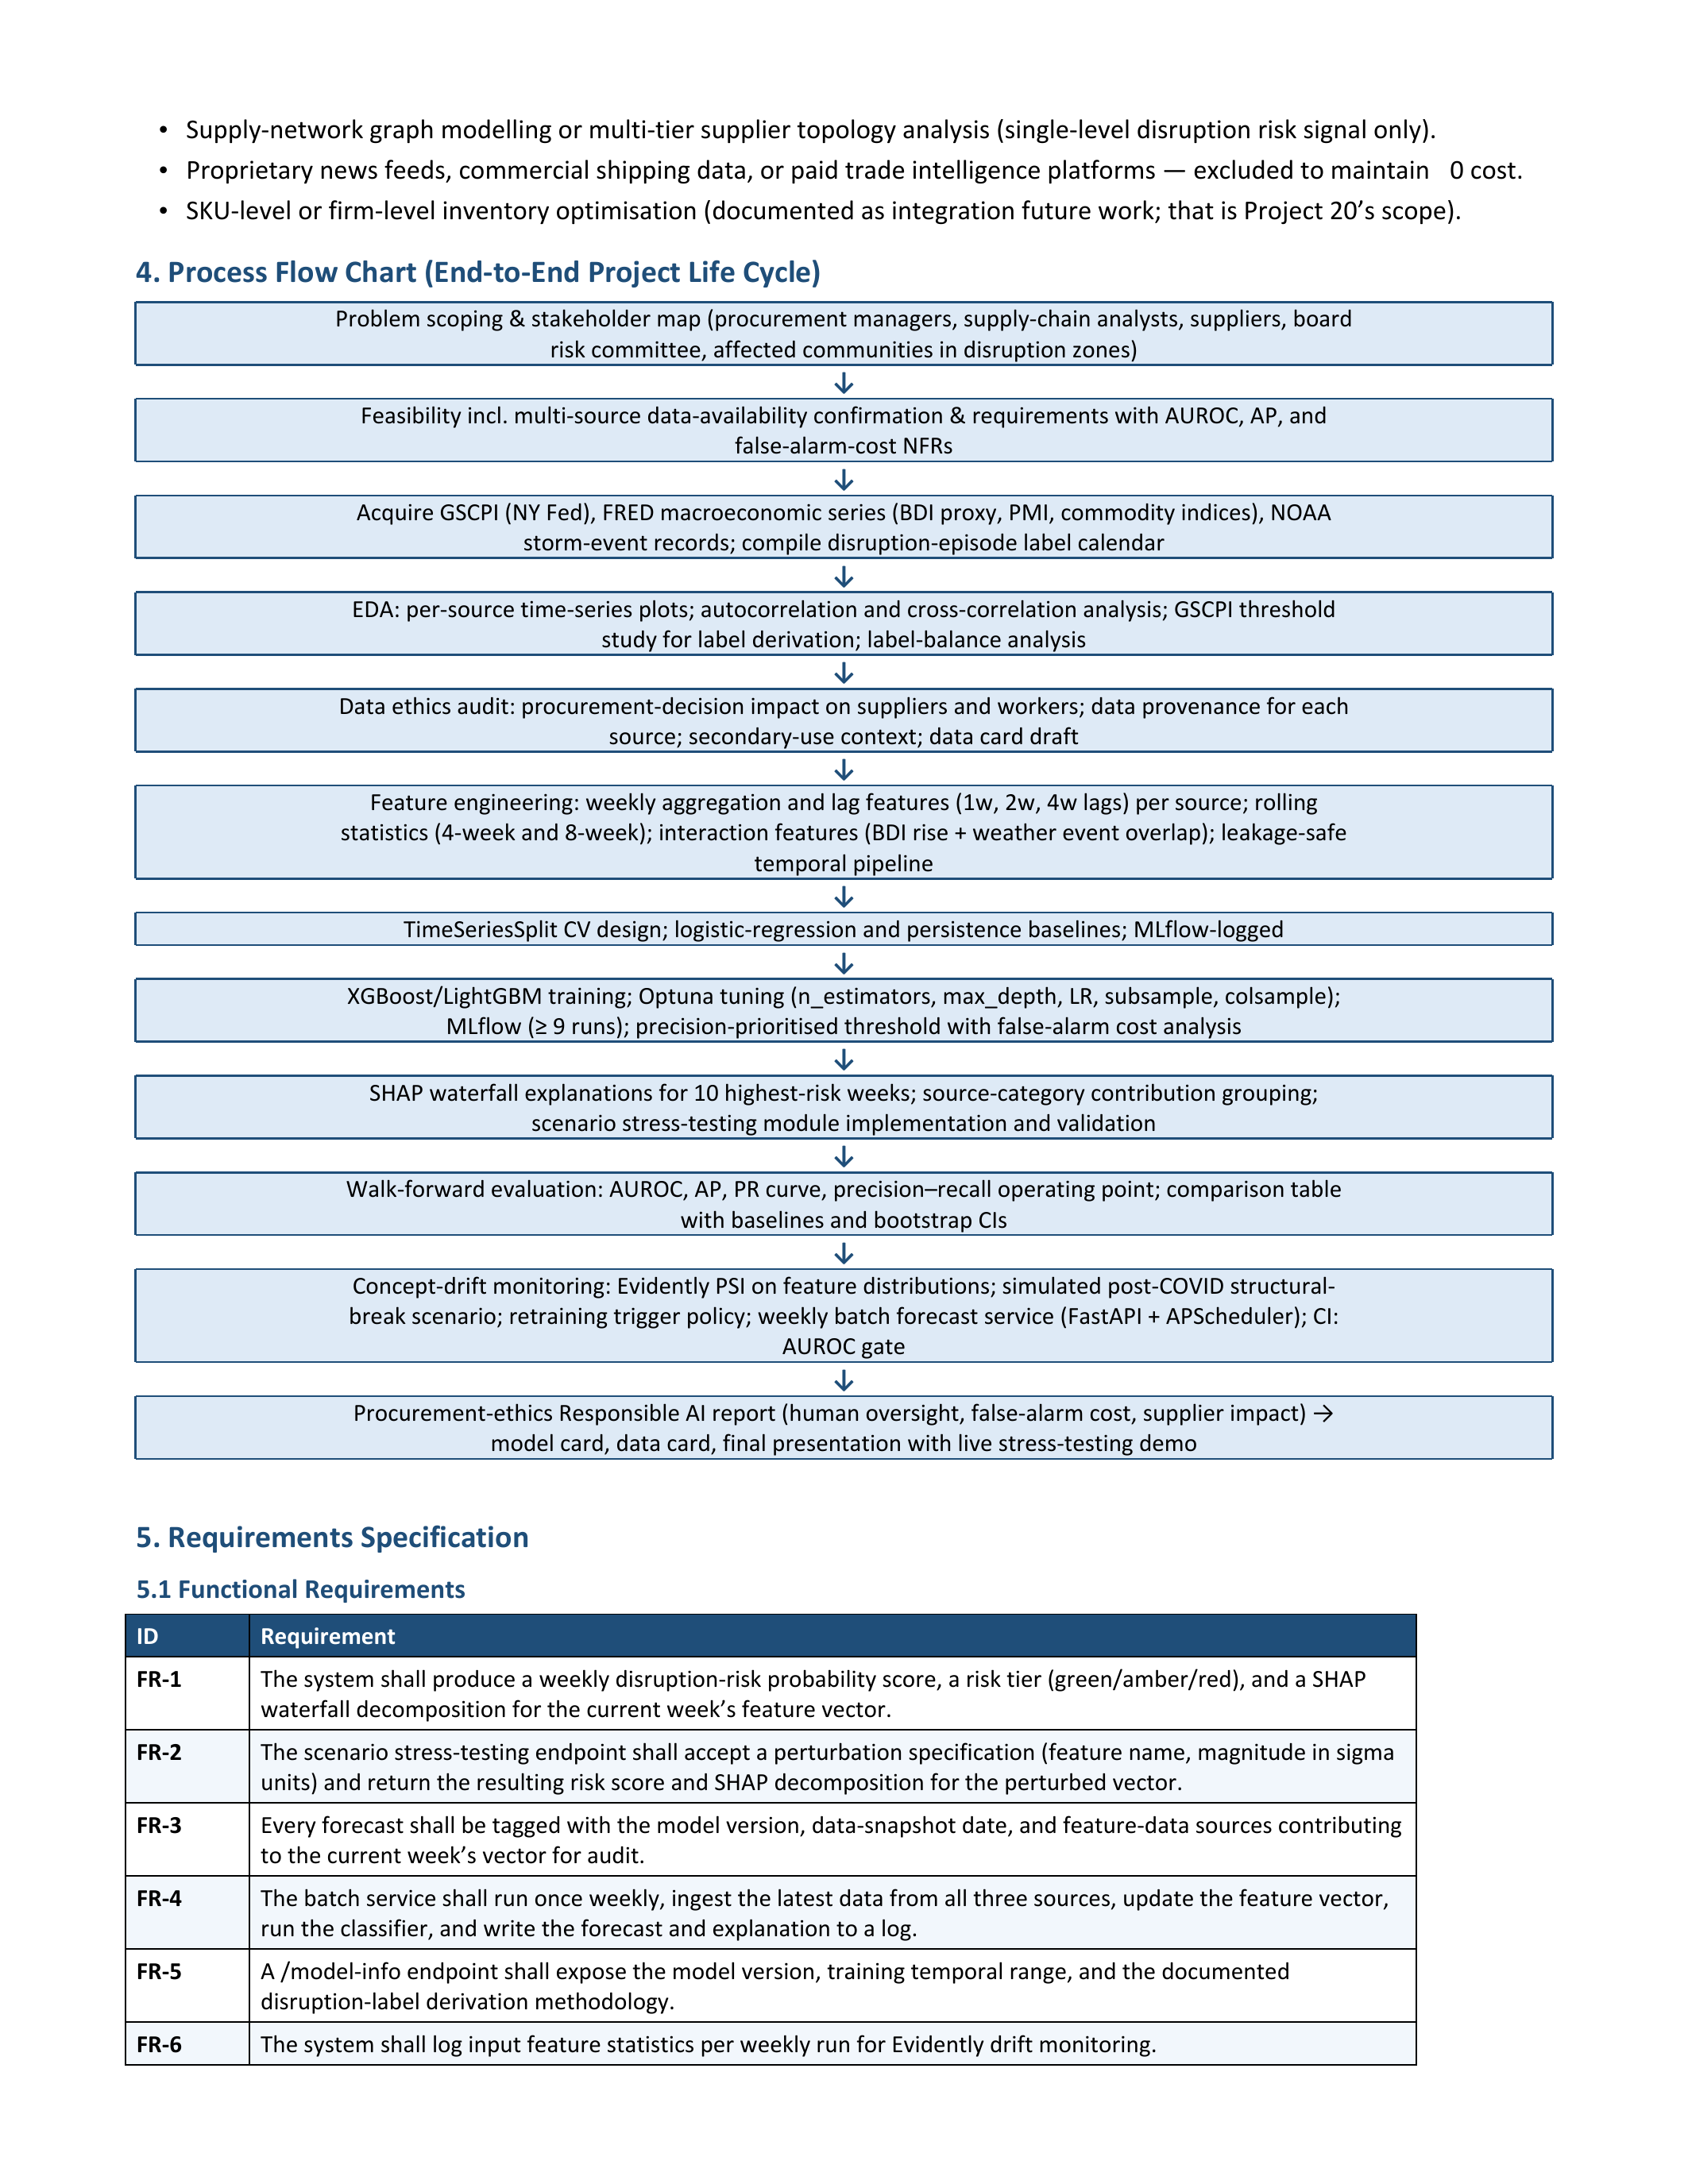 • Supply-network graph modelling or multi-tier supplier topology analysis (single-level disruption risk signal only).
• Proprietary news feeds, commercial shipping data, or paid trade intelligence platforms — excluded to maintain 0 cost.
• SKU-level or firm-level inventory optimisation (documented as integration future work; that is Project 20’s scope).
4. Process Flow Chart (End-to-End Project Life Cycle)
Problem scoping & stakeholder map (procurement managers, supply-chain analysts, suppliers, board
risk committee, affected communities in disruption zones)
↓
Feasibility incl. multi-source data-availability confirmation & requirements with AUROC, AP, and
false-alarm-cost NFRs
↓
Acquire GSCPI (NY Fed), FRED macroeconomic series (BDI proxy, PMI, commodity indices), NOAA
storm-event records; compile disruption-episode label calendar
↓
EDA: per-source time-series plots; autocorrelation and cross-correlation analysis; GSCPI threshold
study for label derivation; label-balance analysis
↓
Data ethics audit: procurement-decision impact on suppliers and workers; data provenance for each
source; secondary-use context; data card draft
↓
Feature engineering: weekly aggregation and lag features (1w, 2w, 4w lags) per source; rolling
statistics (4-week and 8-week); interaction features (BDI rise + weather event overlap); leakage-safe
temporal pipeline
↓
TimeSeriesSplit CV design; logistic-regression and persistence baselines; MLflow-logged
↓
XGBoost/LightGBM training; Optuna tuning (n_estimators, max_depth, LR, subsample, colsample);
MLflow (≥ 9 runs); precision-prioritised threshold with false-alarm cost analysis
↓
SHAP waterfall explanations for 10 highest-risk weeks; source-category contribution grouping;
scenario stress-testing module implementation and validation
↓
Walk-forward evaluation: AUROC, AP, PR curve, precision–recall operating point; comparison table
with baselines and bootstrap CIs
↓
Concept-drift monitoring: Evidently PSI on feature distributions; simulated post-COVID structural-
break scenario; retraining trigger policy; weekly batch forecast service (FastAPI + APScheduler); CI:
AUROC gate
↓
Procurement-ethics Responsible AI report (human oversight, false-alarm cost, supplier impact) →
model card, data card, final presentation with live stress-testing demo
5. Requirements Specification
5.1 Functional Requirements
ID Requirement
FR-1 The system shall produce a weekly disruption-risk probability score, a risk tier (green/amber/red), and a SHAP
waterfall decomposition for the current week’s feature vector.
FR-2 The scenario stress-testing endpoint shall accept a perturbation specification (feature name, magnitude in sigma
units) and return the resulting risk score and SHAP decomposition for the perturbed vector.
FR-3 Every forecast shall be tagged with the model version, data-snapshot date, and feature-data sources contributing
to the current week’s vector for audit.
FR-4 The batch service shall run once weekly, ingest the latest data from all three sources, update the feature vector,
run the classifier, and write the forecast and explanation to a log.
FR-5 A /model-info endpoint shall expose the model version, training temporal range, and the documented
disruption-label derivation methodology.
FR-6 The system shall log input feature statistics per weekly run for Evidently drift monitoring.